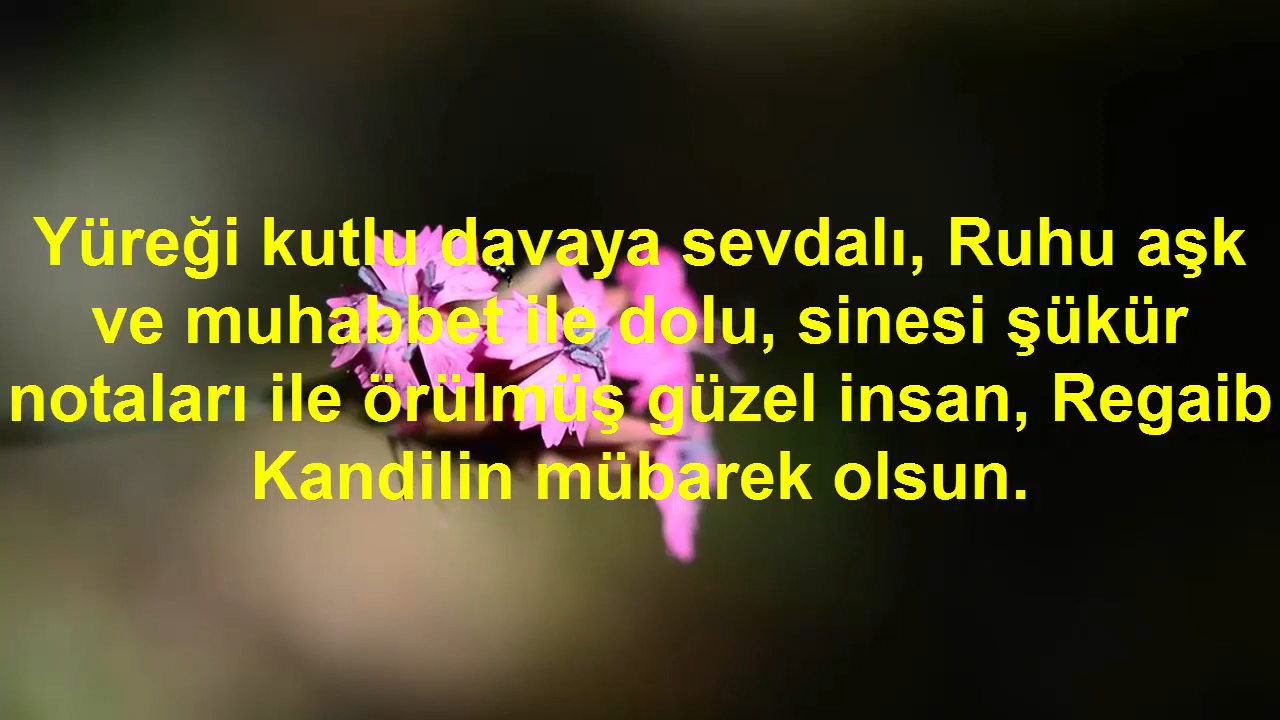 Yüreği kutlu davaya sevdalı, Ruhu aşk
ve muhabbet ile dolu, sinesi şükür
notaları ile örülmüş güzel insan, Regaib
Kandilin mübarek olsun.